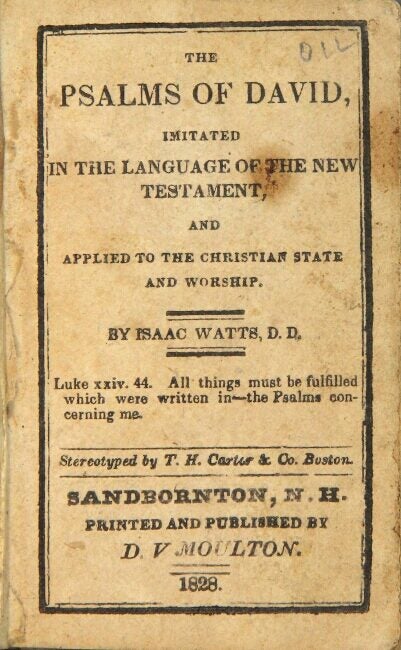 THE
PSALMS OF DAVID,
IMITATED
IN THE LANGUAGE OF THE NEW
TESTAMENT,
AND
APPLIED TO THE CHRISTIAN STATE
AND WORSHIP.
BY ISAAC WATTS, D. D.
Luke xxiv. 44. All things must be fulfilled
which were written in—the Psalms con-
cerning me.
Stereotyped by T. H. Carter & Co. Boston.
SANDBORNTON, N. H.
PRINTED AND PUBLISHED BY
D. V. MOULTON.
1828.